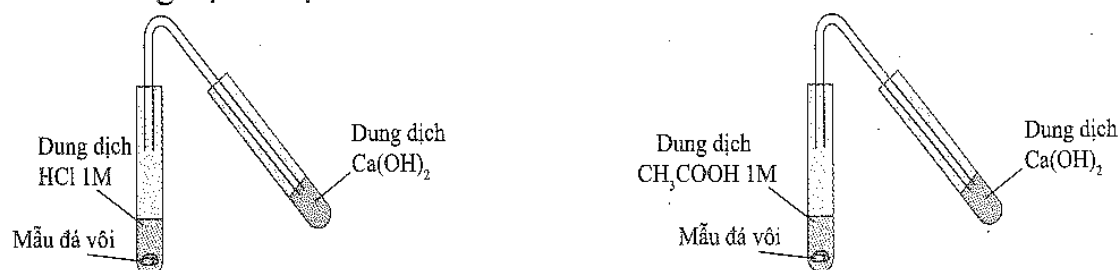 Dung dịch
HCl 1M
Mẫu đá vôi
Dung dịch
Ca(OH)₂
Dung dịch
CH₃COOH 1M
Mẫu đá vôi
Dung dịch
Ca(OH)₂